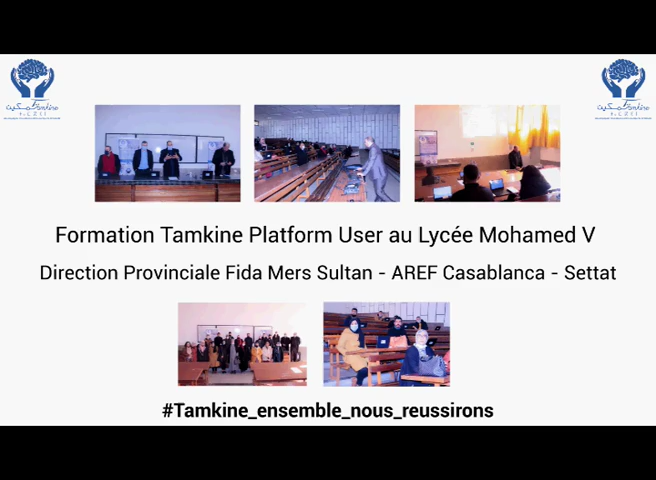 Formation Tamkine Platform User au Lycée Mohamed V
Direction Provinciale Fida Mers Sultan - AREF Casablanca - Settat
#Tamkine_ensemble_nous_reussirons